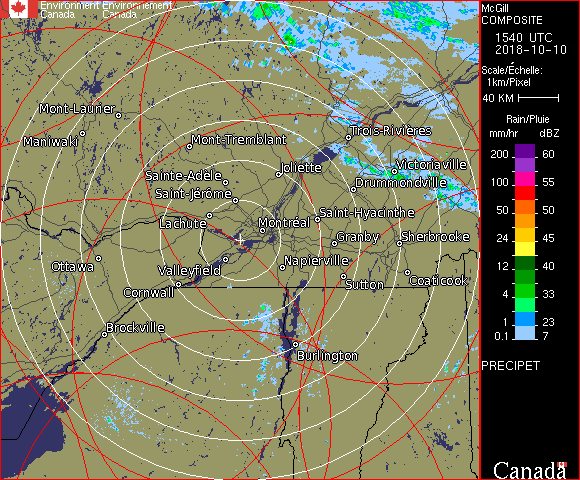 Environment Environnement
Canada Canada
McGill
COMPOSITE
1540 UTC
2018-10-10
Scale/Échelle:
1km/Pixel
40 KM
Rain/Pluie
mm/hr dBZ
200 60
100 55
50 50
24 45
12 40
4 33
1 23
0.1 7
PRECIPET
Canada
Mont-Laurier
Maniwaki
Mont-Tremblant
Trois-Rivières
Sainte-Adèle
Joliette
Victoriaville
Saint-Jérôme
Drummondville
Lachute
Montréal
Saint-Hyacinthe
Granby
Sherbrooke
Ottawa
Valleyfield
Napierville
Cornwall
Sutton
Coaticook
Brockville
Burlington